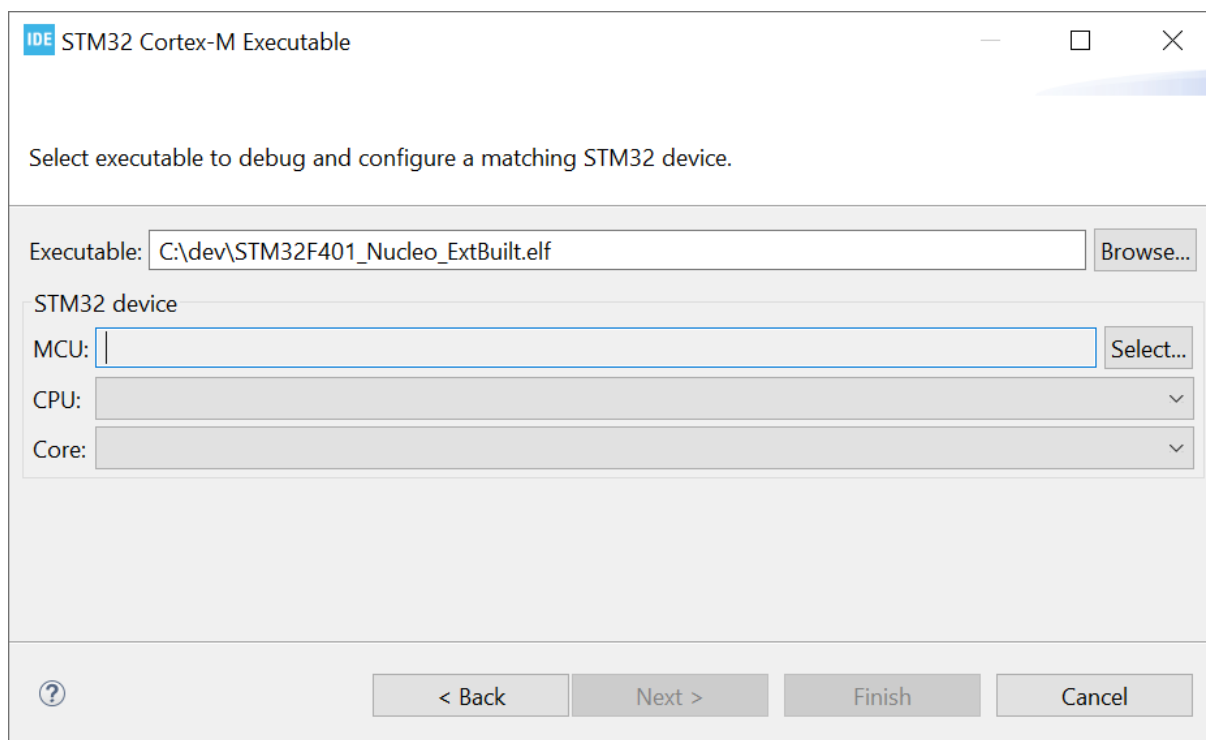 IDE STM32 Cortex-M Executable
Select executable to debug and configure a matching STM32 device.
Executable: C:\dev\STM32F401_Nucleo_ExtBuilt.elf Browse...
STM32 device
MCU: Select...
CPU:
Core:
? < Back Next > Finish Cancel